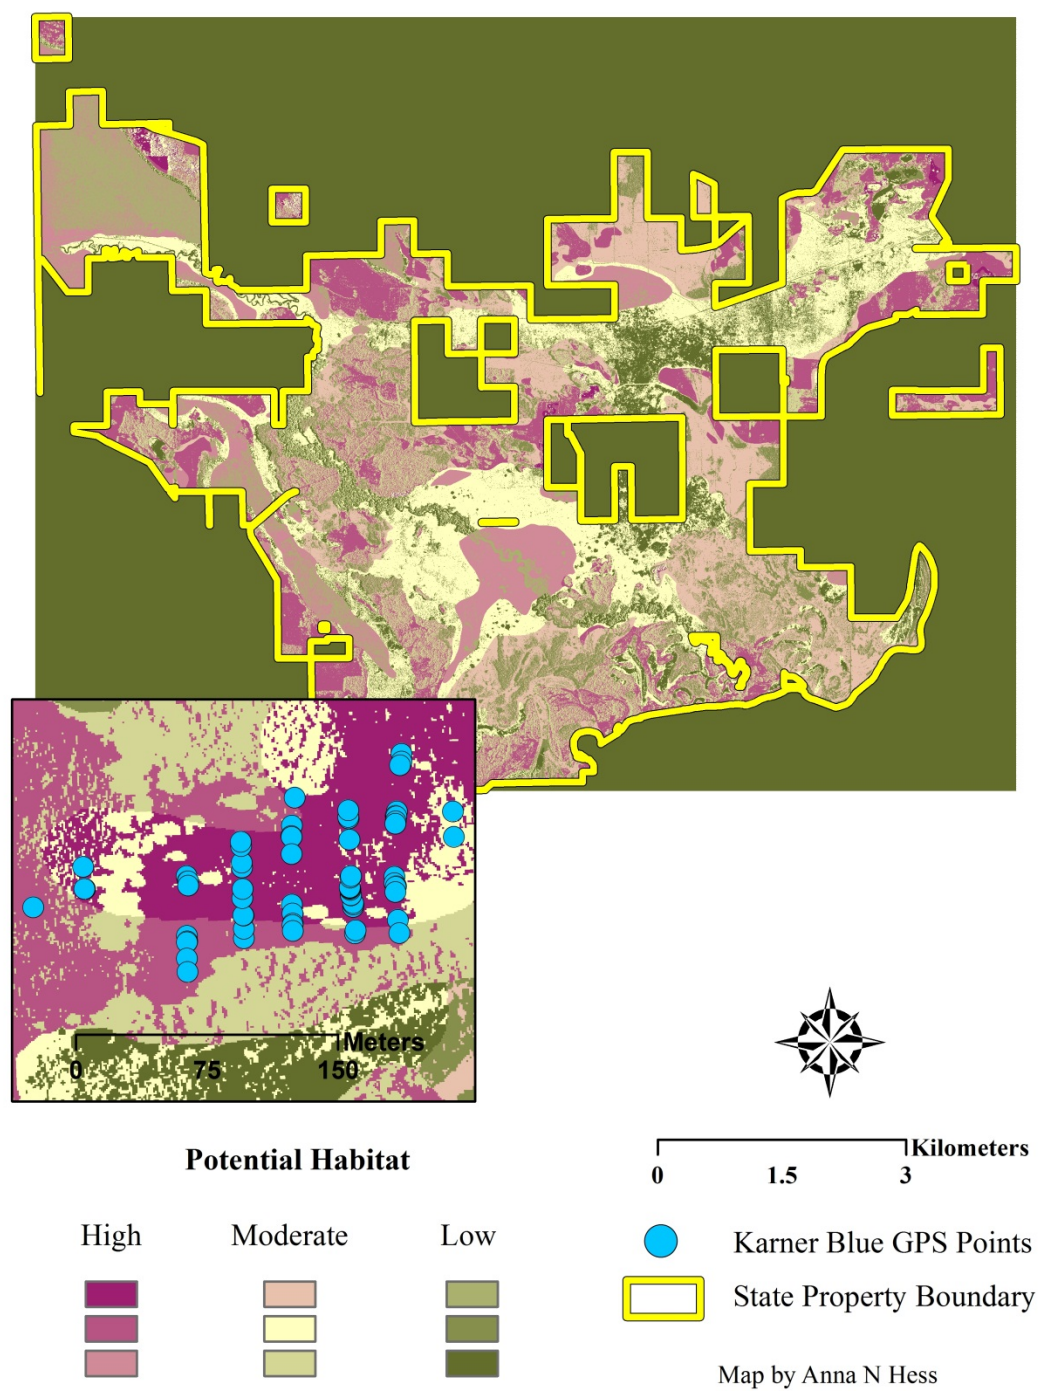 Meters
0 75 150
Potential Habitat
High Moderate Low
Kilometers
0 1.5 3
Karner Blue GPS Points
State Property Boundary
Map by Anna N Hess